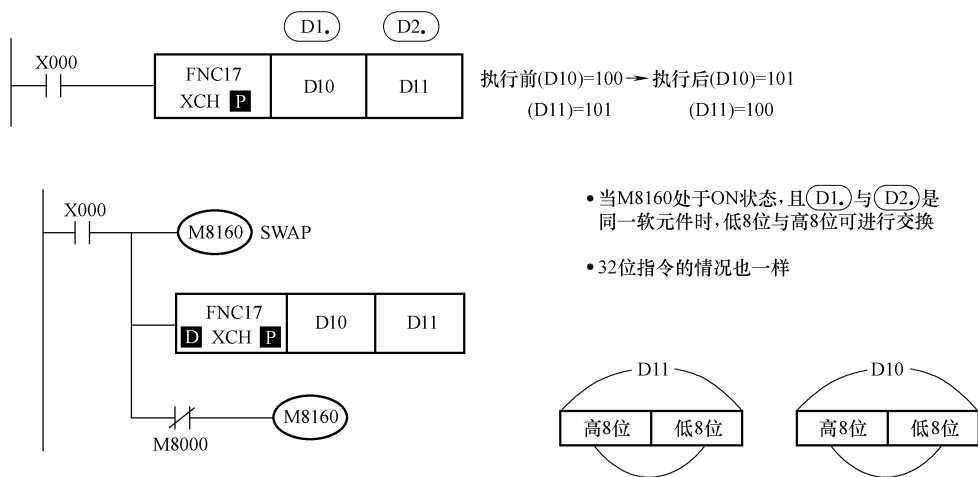 D1. D2.
X000
FNC17
XCH P
D10
D11
执行前(D10)=100 → 执行后(D10)=101
(D11)=101 (D11)=100
X000
M8160 SWAP
FNC17
D XCH P
D10
D11
M8000
M8160
•当M8160处于ON状态,且D1.与D2.是
同一软元件时,低8位与高8位可进行交换
•32位指令的情况也一样
D11
高8位 低8位
D10
高8位 低8位